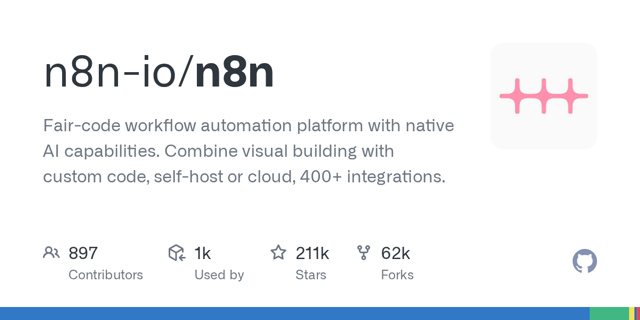 n8n-io/n8n
Fair-code workflow automation platform with native
AI capabilities. Combine visual building with
custom code, self-host or cloud, 400+ integrations.
897
Contributors
1k
Used by
211k
Stars
62k
Forks